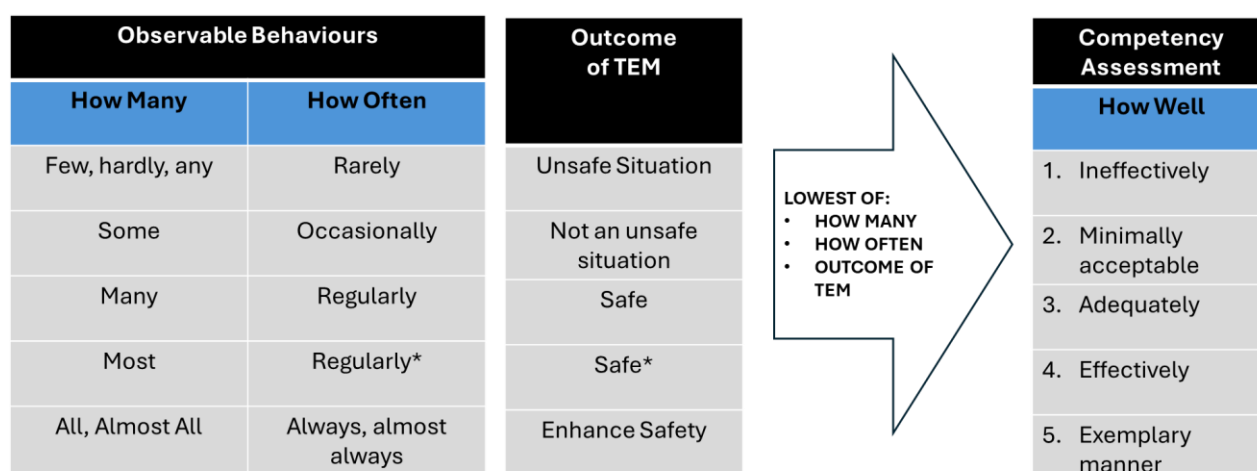 Observable Behaviours
How Many
How Often
Few, hardly, any
Rarely
Some
Occasionally
Many
Regularly
Most
Regularly*
All, Almost All
Always, almost
always
Outcome
of TEM
Unsafe Situation
Not an unsafe
situation
Safe
Safe*
Enhance Safety
LOWEST OF:
• HOW MANY
• HOW OFTEN
• OUTCOME OF
TEM
Competency
Assessment
How Well
1. Ineffectively
2. Minimally
acceptable
3. Adequately
4. Effectively
5. Exemplary
manner